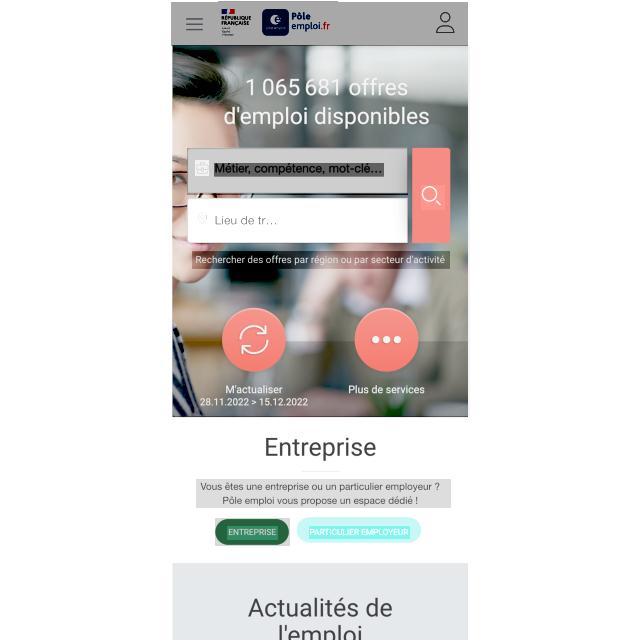 RÉPUBLIQUE
FRANÇAISE
Pôle
emploi.fr
1 065 681 offres
d'emploi disponibles
Métier, compétence, mot-clé...
Lieu de tr...
Rechercher des offres par région ou par secteur d'activité
M'actualiser
28.11.2022 > 15.12.2022
Plus de services
Entreprise
Vous êtes une entreprise ou un particulier employeur ?
Pôle emploi vous propose un espace dédié !
ENTREPRISE
PARTICULIER EMPLOYEUR
Actualités de
l'emploi